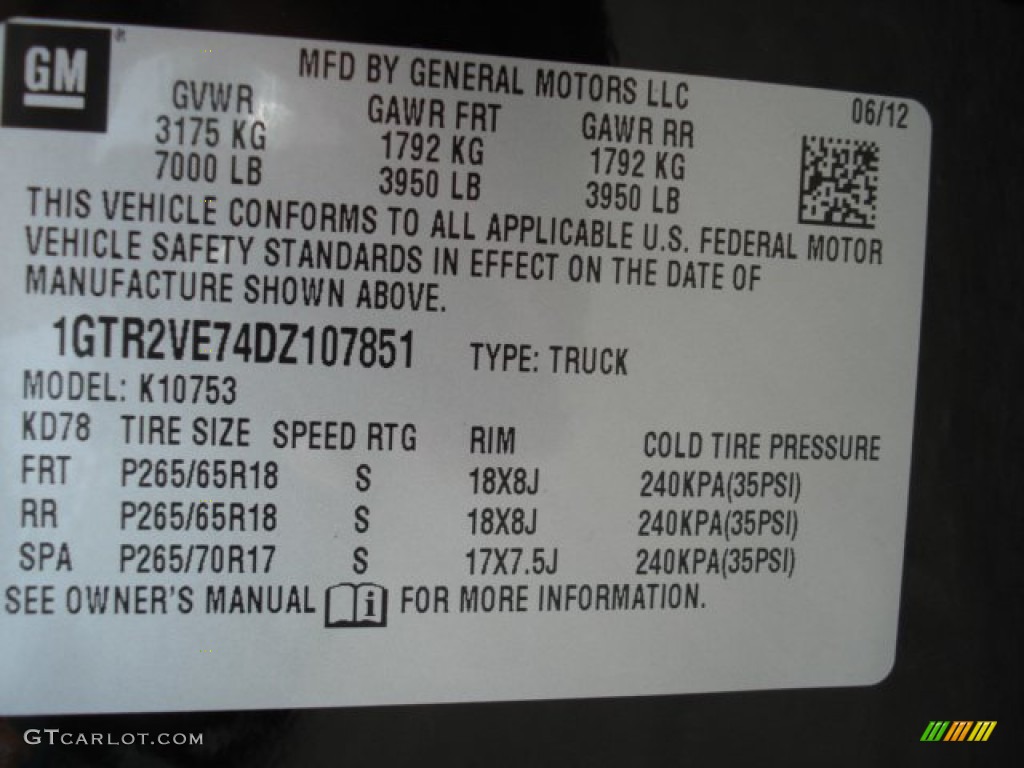 GM
MFD BY GENERAL MOTORS LLC
06/12
GVWR GAWR FRT GAWR RR
3175 KG 1792 KG 1792 KG
7000 LB 3950 LB 3950 LB
THIS VEHICLE CONFORMS TO ALL APPLICABLE U.S. FEDERAL MOTOR
VEHICLE SAFETY STANDARDS IN EFFECT ON THE DATE OF
MANUFACTURE SHOWN ABOVE.
1GTR2VE74DZ107851 TYPE: TRUCK
MODEL: K10753
KD78 TIRE SIZE SPEED RTG RIM COLD TIRE PRESSURE
FRT P265/65R18 S 18X8J 240KPA(35PSI)
RR P265/65R18 S 18X8J 240KPA(35PSI)
SPA P265/70R17 S 17X7.5J 240KPA(35PSI)
SEE OWNER'S MANUAL i FOR MORE INFORMATION.
GTCARLOT.COM